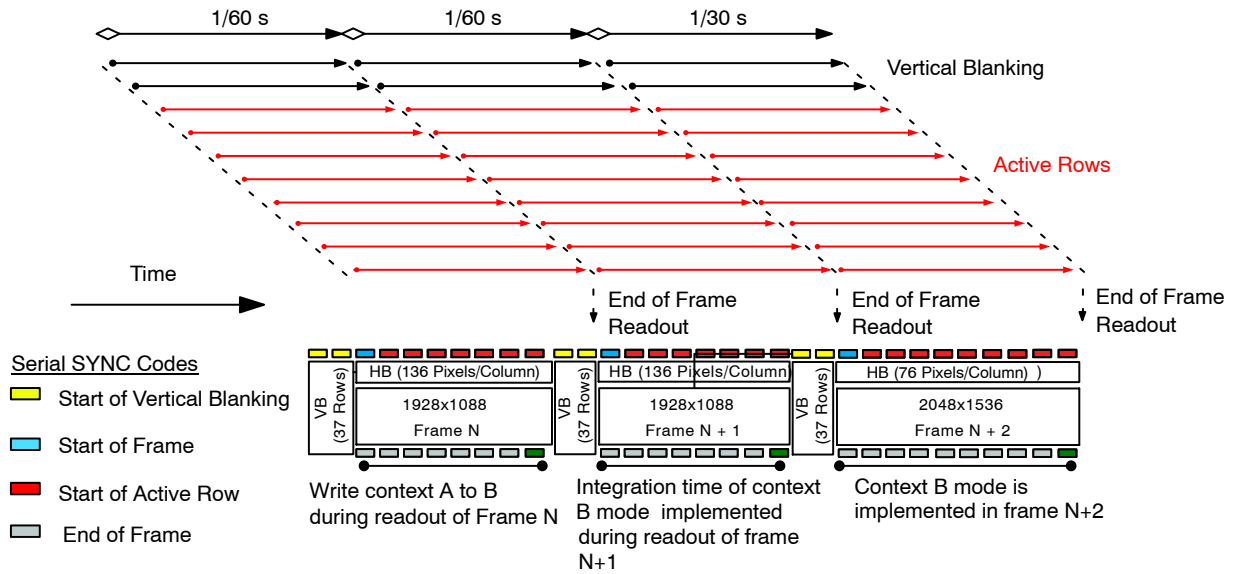 1/60 s
1/60 s
1/30 s
Vertical Blanking
Active Rows
Time
End of Frame
Readout
End of Frame
Readout
End of Frame
Readout
Serial SYNC Codes
Start of Vertical Blanking
Start of Frame
Start of Active Row
End of Frame
VB
(37 Rows)
HB (136 Pixels/Column)
1928x1088
Frame N
VB
(37 Rows)
HB (136 Pixels/Column)
1928x1088
Frame N + 1
VB
(37 Rows)
HB (76 Pixels/Column) )
2048x1536
Frame N + 2
Write context A to B
during readout of Frame N
Integration time of context
B mode implemented
during readout of frame
N+1
Context B mode is
implemented in frame N+2